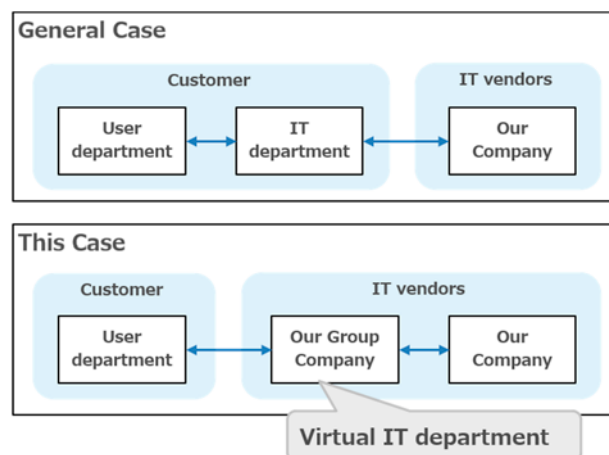 General Case
Customer
IT vendors
User
department
IT
department
Our
Company
This Case
Customer
IT vendors
User
department
Our Group
Company
Our
Company
Virtual IT department